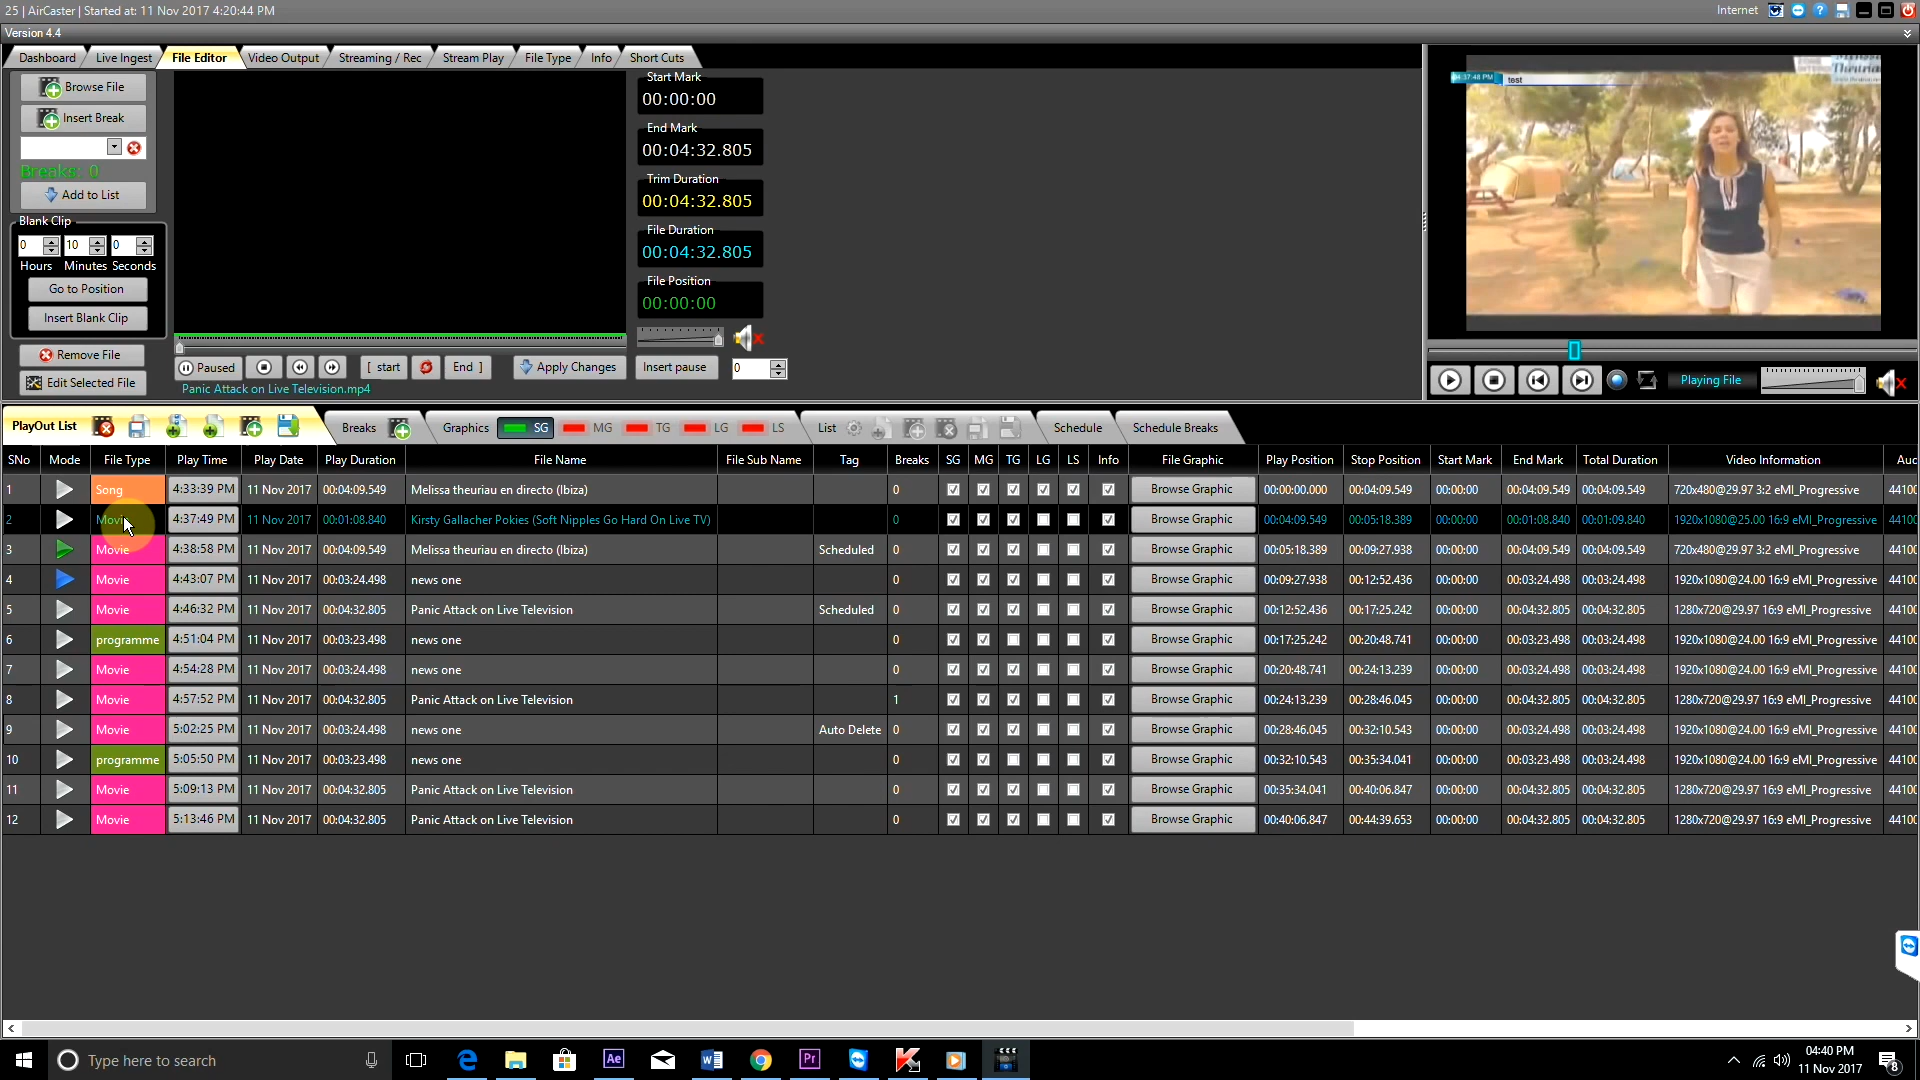 25 | AirCaster | Started at: 11 Nov 2017 4:20:44 PM
Internet
Version 4.4
Dashboard Live Ingest File Editor Video Output Streaming / Rec Stream Play File Type Info Short Cuts
Browse File
Insert Break
Breaks: 0
Add to List
Blank Clip
0 10 0
Hours Minutes Seconds
Go to Position
Insert Blank Clip
Remove File
Edit Selected File
Start Mark
00:00:00
End Mark
00:04:32.805
Trim Duration
00:04:32.805
File Duration
00:04:32.805
File Position
00:00:00
Paused [ start End ] Apply Changes Insert pause 0
Panic Attack on Live Television.mp4
test
Playing File
PlayOut List Breaks Graphics SG MG TG LG LS List Schedule Schedule Breaks
SNo Mode File Type Play Time Play Date Play Duration File Name File Sub Name Tag Breaks SG MG TG LG LS Info File Graphic Play Position Stop Position Start Mark End Mark Total Duration Video Information
1 Song 4:33:39 PM 11 Nov 2017 00:04:09.549 Melissa theuriau en directo (Ibiza) 0 Browse Graphic 00:00:00.000 00:04:09.549 00:00:00 00:04:09.549 00:04:09.549 720x480@29.97 3:2 eMI_Progressive 44100
2 Movie 4:37:49 PM 11 Nov 2017 00:01:08.840 Kirsty Gallacher Pokies (Soft Nipples Go Hard On Live TV) 0 Browse Graphic 00:04:09.549 00:05:18.389 00:00:00 00:01:08.840 00:01:09.840 1920x1080@25.00 16:9 eMI_Progressive 44100
3 Movie 4:38:58 PM 11 Nov 2017 00:04:09.549 Melissa theuriau en directo (Ibiza) Scheduled 0 Browse Graphic 00:05:18.389 00:09:27.938 00:00:00 00:04:09.549 00:04:09.549 720x480@29.97 3:2 eMI_Progressive 44100
4 Movie 4:43:07 PM 11 Nov 2017 00:03:24.498 news one 0 Browse Graphic 00:09:27.938 00:12:52.436 00:00:00 00:03:24.498 00:03:24.498 1920x1080@24.00 16:9 eMI_Progressive 44100
5 Movie 4:46:32 PM 11 Nov 2017 00:04:32.805 Panic Attack on Live Television Scheduled 0 Browse Graphic 00:12:52.436 00:17:25.242 00:00:00 00:04:32.805 00:04:32.805 1280x720@29.97 16:9 eMI_Progressive 44100
6 programme 4:51:04 PM 11 Nov 2017 00:03:23.498 news one 0 Browse Graphic 00:17:25.242 00:20:48.741 00:00:00 00:03:23.498 00:03:24.498 1920x1080@24.00 16:9 eMI_Progressive 44100
7 Movie 4:54:28 PM 11 Nov 2017 00:03:24.498 news one 0 Browse Graphic 00:20:48.741 00:24:13.239 00:00:00 00:03:24.498 00:03:24.498 1920x1080@24.00 16:9 eMI_Progressive 44100
8 Movie 4:57:52 PM 11 Nov 2017 00:04:32.805 Panic Attack on Live Television 1 Browse Graphic 00:24:13.239 00:28:46.045 00:00:00 00:04:32.805 00:04:32.805 1280x720@29.97 16:9 eMI_Progressive 44100
9 Movie 5:02:25 PM 11 Nov 2017 00:03:24.498 news one Auto Delete 0 Browse Graphic 00:28:46.045 00:32:10.543 00:00:00 00:03:24.498 00:03:24.498 1920x1080@24.00 16:9 eMI_Progressive 44100
10 programme 5:05:50 PM 11 Nov 2017 00:03:23.498 news one 0 Browse Graphic 00:32:10.543 00:35:34.041 00:00:00 00:03:23.498 00:03:24.498 1920x1080@24.00 16:9 eMI_Progressive 44100
11 Movie 5:09:13 PM 11 Nov 2017 00:04:32.805 Panic Attack on Live Television 0 Browse Graphic 00:35:34.041 00:40:06.847 00:00:00 00:04:32.805 00:04:32.805 1280x720@29.97 16:9 eMI_Progressive 44100
12 Movie 5:13:46 PM 11 Nov 2017 00:04:32.805 Panic Attack on Live Television 0 Browse Graphic 00:40:06.847 00:44:39.653 00:00:00 00:04:32.805 00:04:32.805 1280x720@29.97 16:9 eMI_Progressive 44100
Type here to search
Ae
Pr
04:40 PM
11 Nov 2017
8